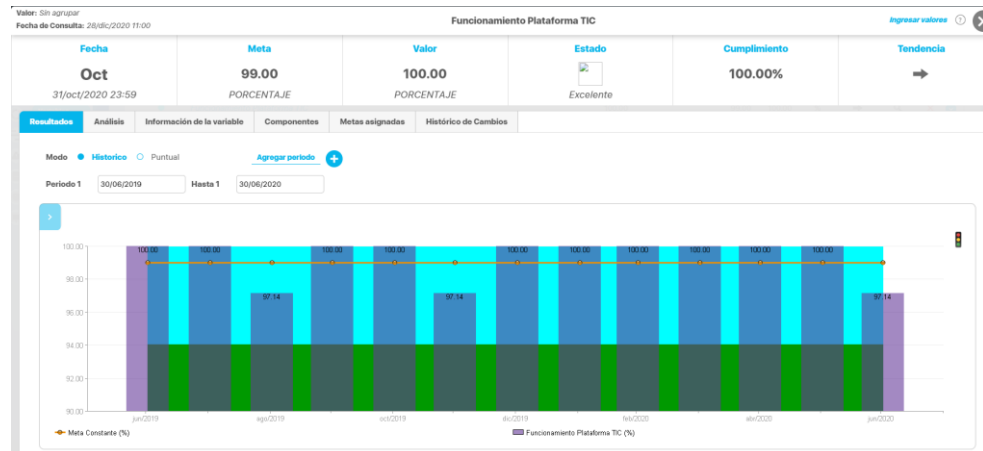 Valor: Sin agrupar
Fecha de Consulta: 28/dic/2020 11:00
Funcionamiento Plataforma TIC
Ingresar valores ?
Fecha Meta Valor Estado Cumplimiento Tendencia
Oct 99.00 100.00 100.00%
31/oct/2020 23:59 PORCENTAJE PORCENTAJE Excelente
Resultados Análisis Información de la variable Componentes Metas asignadas Histórico de Cambios
Modo Historico Puntual Agregar periodo +
Periodo 1 30/06/2019 Hasta 1 30/06/2020
100.00 100.00 100.00 100.00 100.00 100.00 100.00 100.00 100.00 100.00 100.00
98.00
97.14 97.14 97.14
96.00
94.00
92.00
90.00
jun/2019 ago/2019 oct/2019 dic/2019 feb/2020 abr/2020 jun/2020
Meta Constante (%) Funcionamiento Plataforma TIC (%)